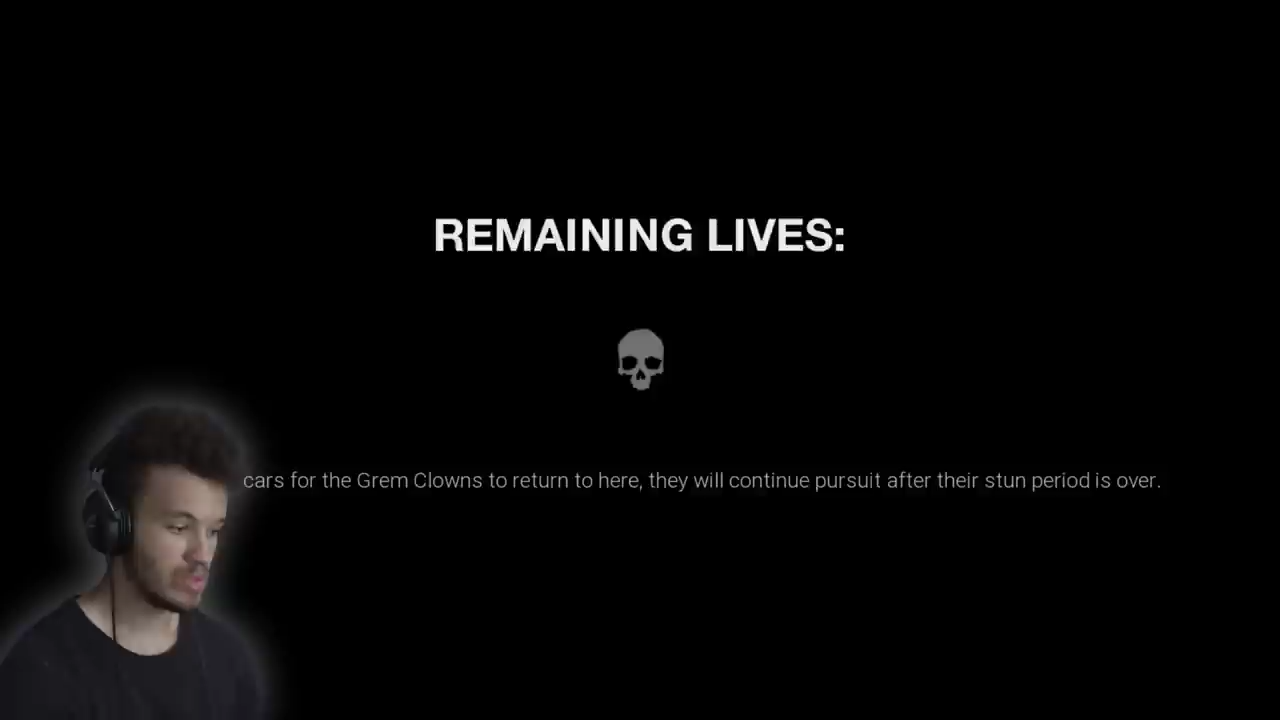 REMAINING LIVES:
cars for the Grem Clowns to return to here, they will continue pursuit after their stun period is over.